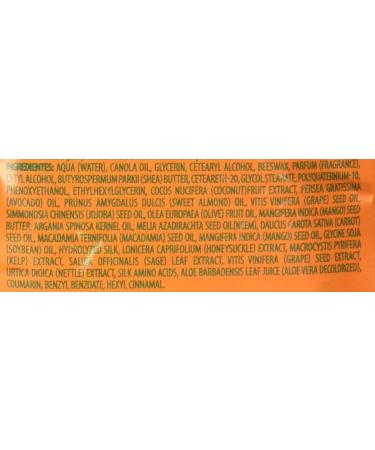 INGREDIENTES: AQUA (WATER), CANOLA OIL, GLYCERIN, CETEARYL ALCOHOL, BEESWAX, PARFUM (FRAGRANCE),
CETYL ALCOHOL, BUTYROSPERMUM PARKII (SHEA) BUTTER, CETEARETH-20, GLYCOL STEARATE, POLYQUATERNIUM-10,
PHENOXYETHANOL, ETHYLHEXYLGLYCERIN, COCOS NUCIFERA (COCONUT)FRUIT EXTRACT, PERSEA GRATISSIMA
(AVOCADO) OIL, PRUNUS AMYGDALUS DULCIS (SWEET ALMOND) OIL, VITIS VINIFERA (GRAPE) SEED OIL,
SIMMONDSIA CHINENSIS (JOJOBA) SEED OIL, OLEA EUROPAEA (OLIVE) FRUIT OIL, MANGIFERA INDICA (MANGO) SEED
BUTTER, ARGANIA SPINOSA KERNEL OIL, MELIA AZADIRACHTA SEED OIL(NEEM), DAUCUS CAROTA SATIVA (CARROT)
SEED OIL, MACADAMIA TERNIFOLIA (MACADAMIA) SEED OIL, MANGIFERA INDICA (MANGO) SEED OIL, GLYCINE SOJA
(SOYBEAN) OIL, HYDROLYZED SILK, LONICERA CAPRIFOLIUM (HONEYSUCKLE) EXTRACT, MACROCYSTIS PYRIFERA
(KELP) EXTRACT, SALVIA OFFICINALIS (SAGE) LEAF EXTRACT, VITIS VINIFERA (GRAPE) SEED EXTRACT,
URTICA DIOICA (NETTLE) EXTRACT, SILK AMINO ACIDS, ALOE BARBADENSIS LEAF JUICE (ALOE VERA DECOLORIZED),
COUMARIN, BENZYL BENZOATE, HEXYL CINNAMAL.